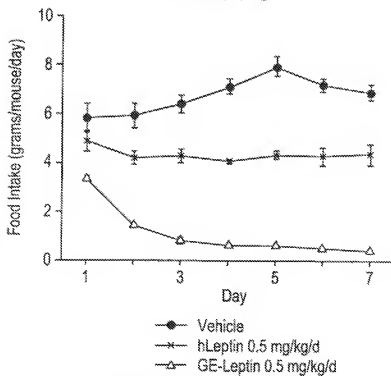 Food Intake (grams/mouse/day)
10
8
6
4
2
0
1
3
5
7
Day
Vehicle
hLeptin 0.5 mg/kg/d
GE-Leptin 0.5 mg/kg/d